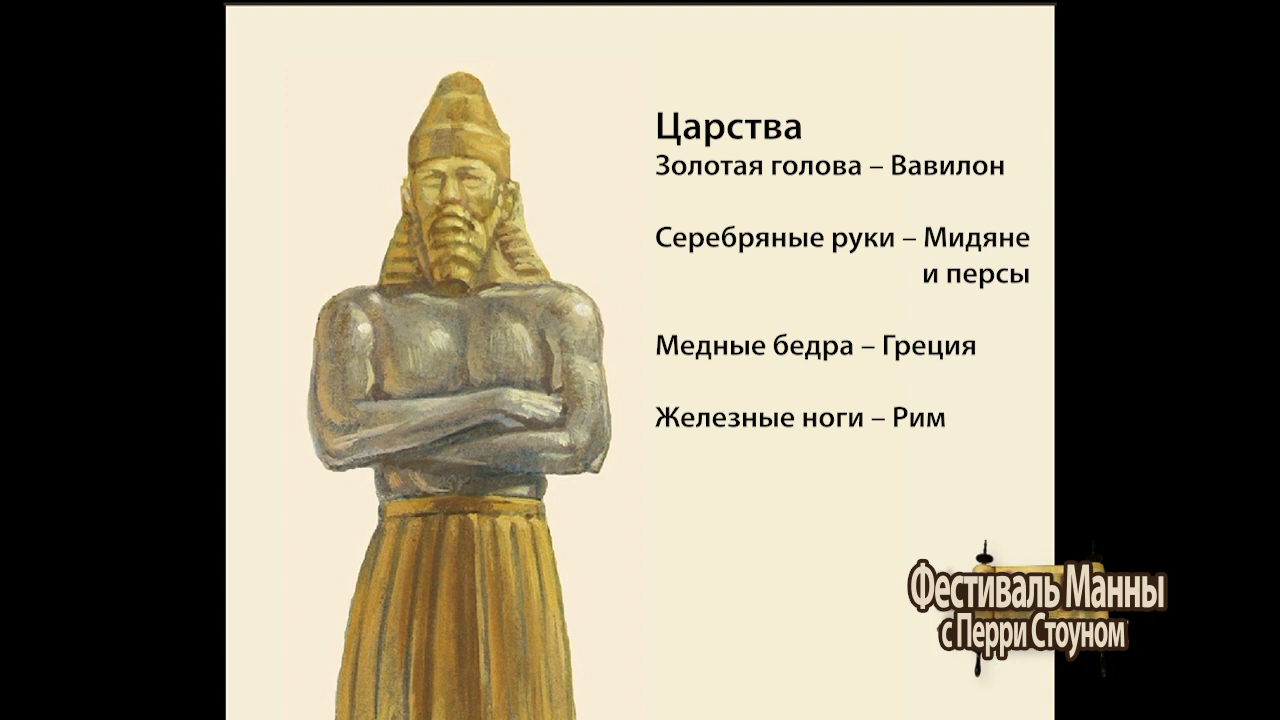 Царства
Золотая голова – Вавилон
Серебряные руки – Мидяне
и персы
Медные бедра – Греция
Железные ноги – Рим
Фестиваль Манны
с Перри Стоуном